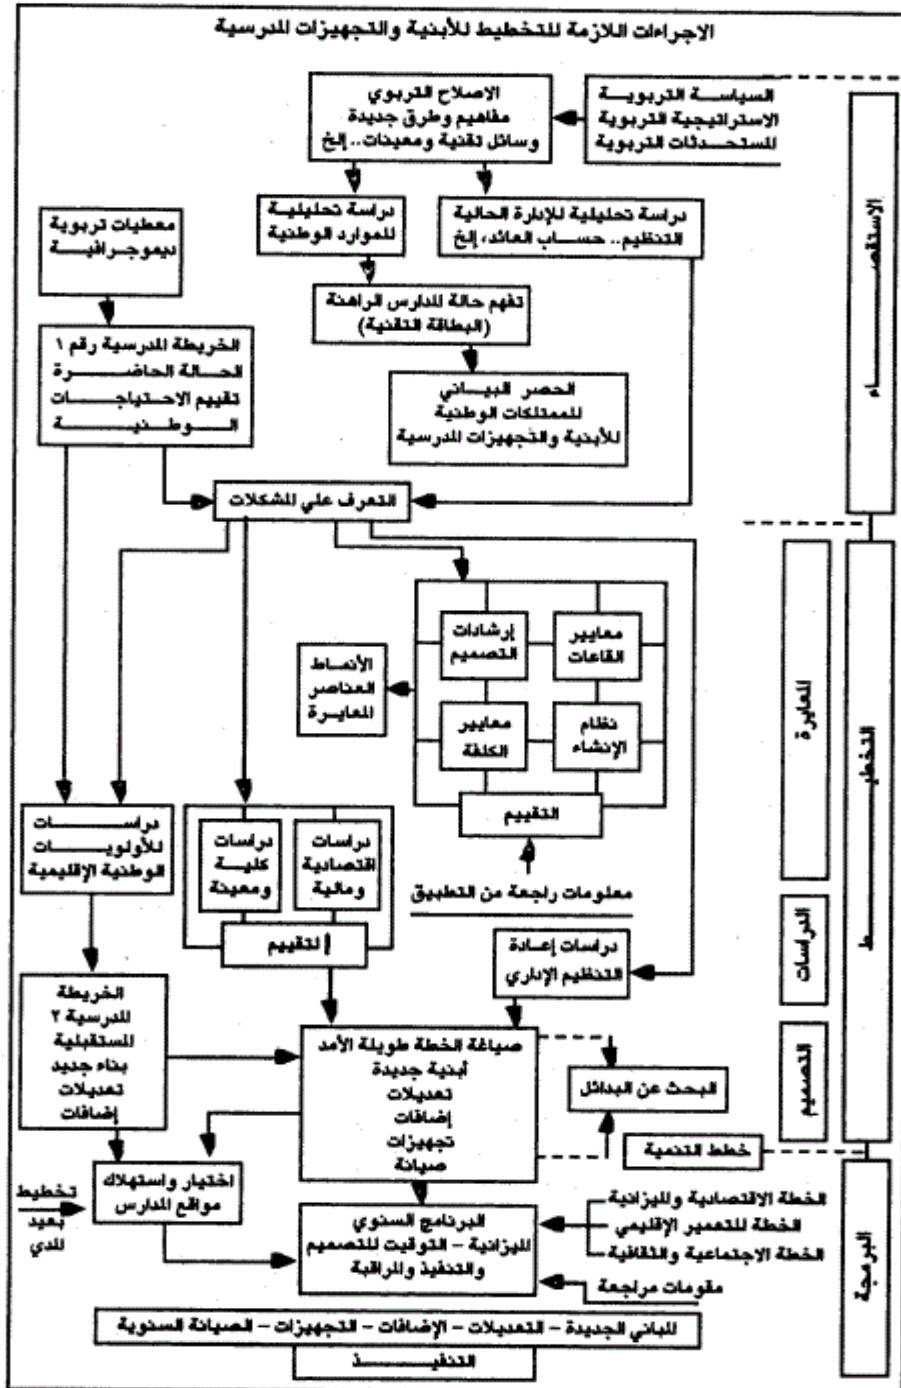 الاجراءات اللازمة للتخطيط للأبنية والتجهيزات المدرسية
السياسة التربوية
الاستراتيجية التربوية
المستحدثات التربوية
الاصلاح التربوي
مفاهيم وطرق جديدة
وسائل تقنية ومعينات.. إلخ
الاستقصاء
دراسة تحليلية للإدارة الحالية
التنظيم.. حساب العائد، إلخ
دراسة تحليلية
للموارد الوطنية
معطيات تربوية
ديموجرافية
تفهم حالة المدارس الراهنة
(البطاقة التقنية)
الخريطة المدرسية رقم ١
الحالة الحاضرة
تقييم الاحتياجات
الوطنية
الحصر البياني
للممتلكات الوطنية
للأبنية والتجهيزات المدرسية
التعرف علي المشكلات
التخطيط
المعايرة
معايير
القاعات
إرشادات
التصميم
نظام
الإنشاء
معايير
الكلفة
التقييم
الأنماط
العناصر
المعايرة
معلومات راجعة من التطبيق
دراسات
اقتصادية
ومالية
دراسات
كلية
ومعينة
التقييم
دراسات
للأولويات
الوطنية الإقليمية
الدراسات
دراسات إعادة
التنظيم الإداري
الخريطة
المدرسية ٢
المستقبلية
بناء جديد
تعديلات
إضافات
التصميم
صياغة الخطة طويلة الأمد
أبنية جديدة
تعديلات
إضافات
تجهيزات
صيانة
البحث عن البدائل
خطط التنمية
البرمجة
اختيار واستهلاك
مواقع المدارس
تخطيط
بعيد
المدي
الخطة الاقتصادية والميزانية
الخطة للتعمير الإقليمي
الخطة الاجتماعية والثقافية
مقومات مراجعة
البرنامج السنوي
الميزانية – التوقيت للتصميم
والتنفيذ والمراقبة
المباني الجديدة – التعديلات – الإضافات – التجهيزات – الصيانة السنوية
التنفيذ